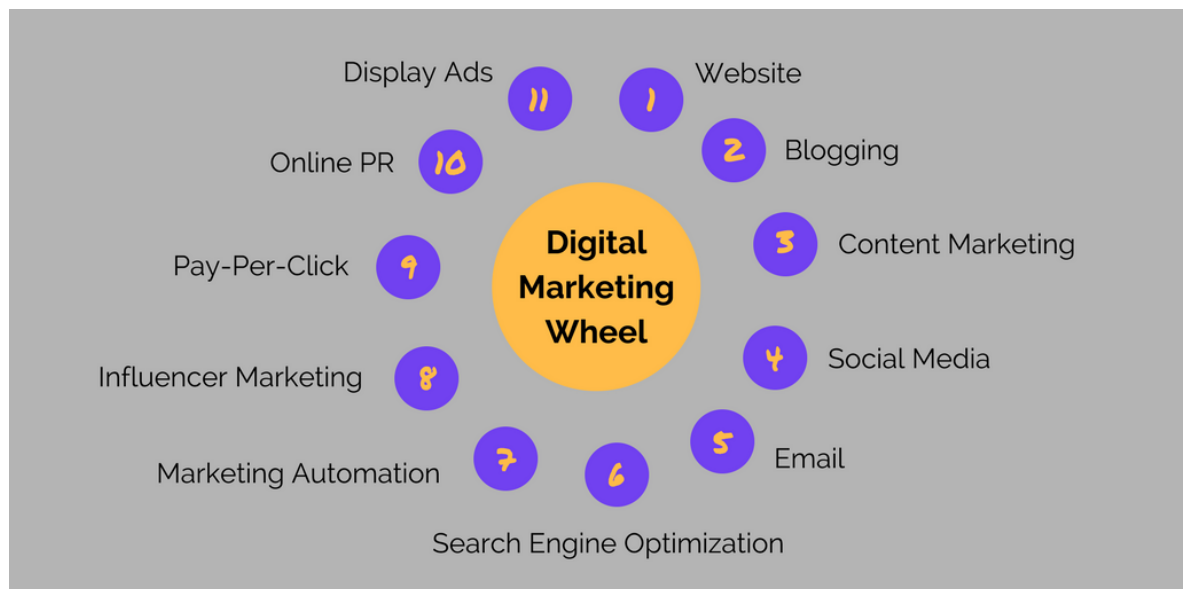 Digital
Marketing
Wheel
1 Website
2 Blogging
3 Content Marketing
4 Social Media
5 Email
6 Search Engine Optimization
7 Marketing Automation
8 Influencer Marketing
9 Pay-Per-Click
10 Online PR
11 Display Ads